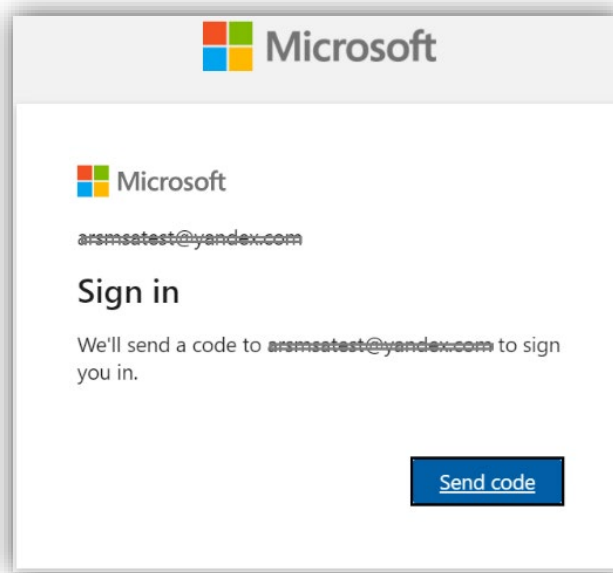 Microsoft
Microsoft
arsmsatest@yandex.com
Sign in
We'll send a code to arsmsatest@yandex.com to sign
you in.
Send code